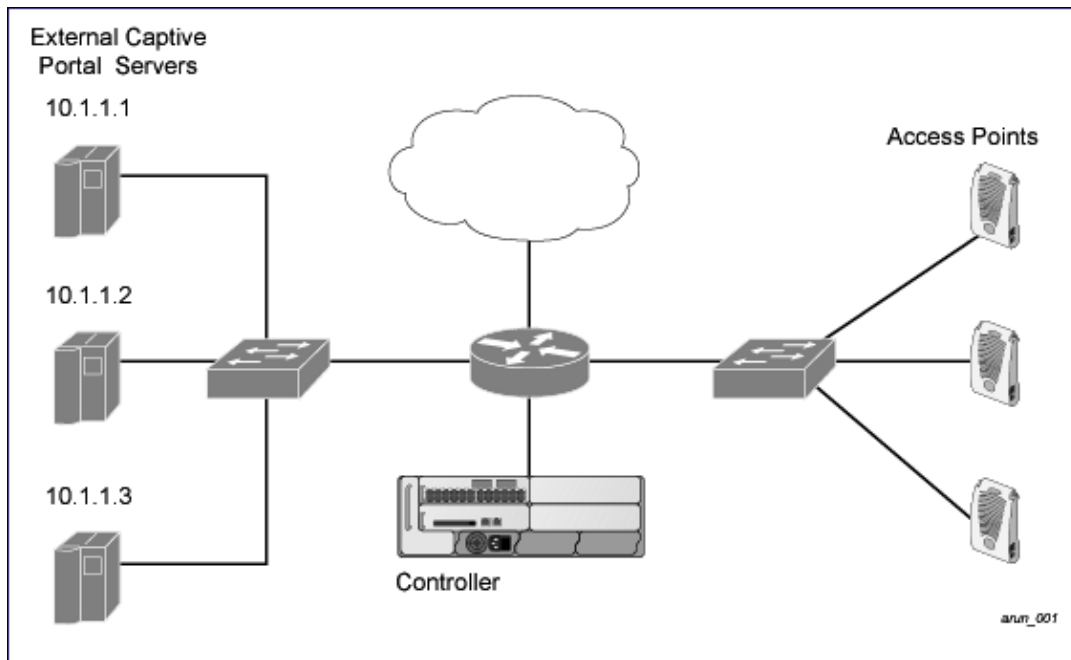 External Captive
Portal Servers
10.1.1.1
Access Points
10.1.1.2
10.1.1.3
Controller
arun_001